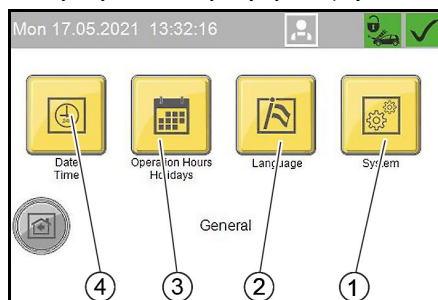 Mon 17.05.2021 13:32:16
24
Date
Time
Operation Hours
Holidays
Language
System
General
4
3
2
1